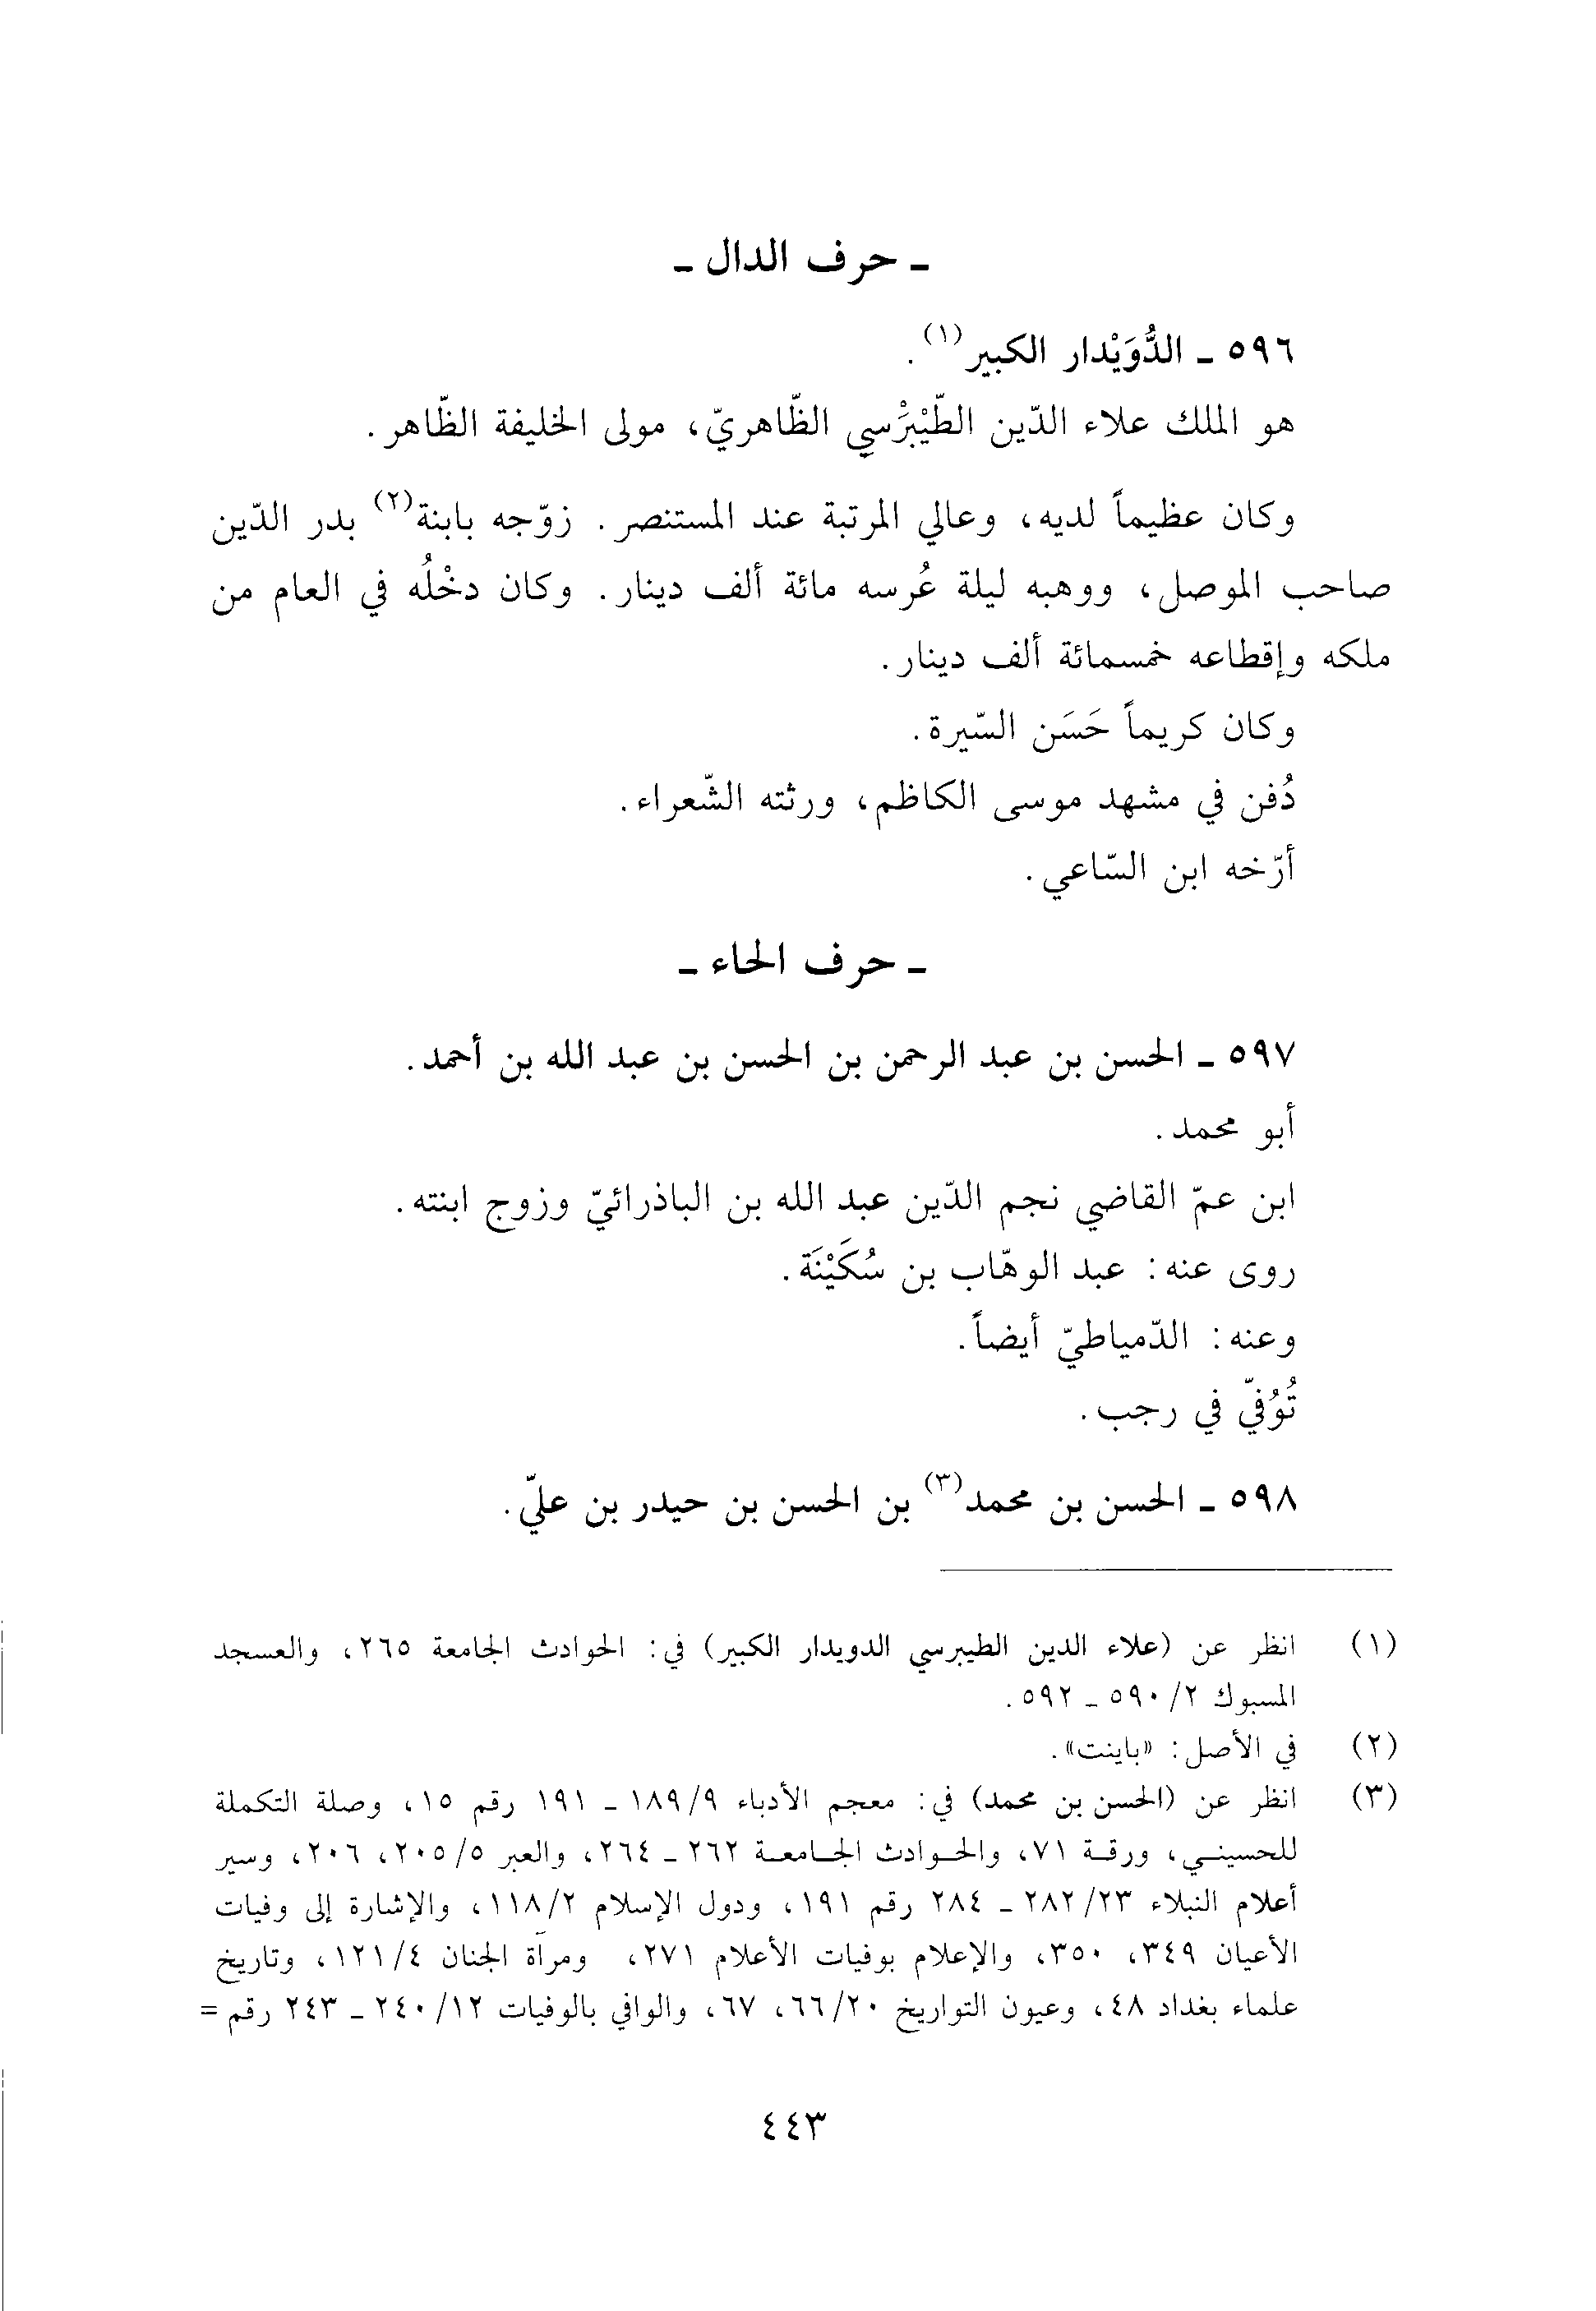 ـ حرف الدال ـ
٥٩٦ ـ الدُّوَيْدار الكبير(١).
هو الملك علاء الدّين الطَّيْبَرْسي الظّاهريّ، مولى الخليفة الظّاهر.
وكان عظيماً لديه، وعالي المرتبة عند المستنصر. زوّجه بابنة(٢) بدر الدّين
صاحب الموصل، ووهبه ليلة عُرسه مائة ألف دينار. وكان دخْلُه في العام من
ملكه وإقطاعه خمسمائة ألف دينار.
وكان كريماً حَسَن السّيرة.
دُفن في مشهد موسى الكاظم، ورثته الشّعراء.
أرّخه ابن السّاعي.
ـ حرف الحاء ـ
٥٩٧ ـ الحسن بن عبد الرحمن بن الحسن بن عبد الله بن أحمد.
أبو محمد.
ابن عمّ القاضي نجم الدّين عبد الله بن الباذرائيّ وزوج ابنته.
روى عنه: عبد الوهّاب بن سُكَيْنَة.
وعنه: الدّمياطيّ أيضاً.
تُوُفّي في رجب.
٥٩٨ ـ الحسن بن محمد(٣) بن الحسن بن حيدر بن عليّ.
(١) انظر عن (علاء الدين الطيبرسي الدويدار الكبير) في: الحوادث الجامعة ٢٦٥، والعسجد
المسبوك ٢/ ٥٩٠ ـ ٥٩٢.
(٢) في الأصل: «باينت».
(٣) انظر عن (الحسن بن محمد) في: معجم الأدباء ١٨٩/٩ ـ ١٩١ رقم ١٥، وصلة التكملة
للحسيني، ورقة ٧١، والحوادث الجامعة ٢٦٢ ـ ٢٦٤، والعبر ٢٠٥/٥، ٢٠٦، وسير
أعلام النبلاء ٢٨٢/٢٣ ـ ٢٨٤ رقم ١٩١، ودول الإسلام ١١٨/٢، والإشارة إلى وفيات
الأعيان ٣٤٩، ٣٥٠، والإعلام بوفيات الأعلام ٢٧١، ومرآة الجنان ١٢١/٤، وتاريخ
علماء بغداد ٤٨، وعيون التواريخ ٦٦/٢٠، ٦٧، والوافي بالوفيات ٢٤٠/١٢ ـ ٢٤٣ رقم =
٤٤٣